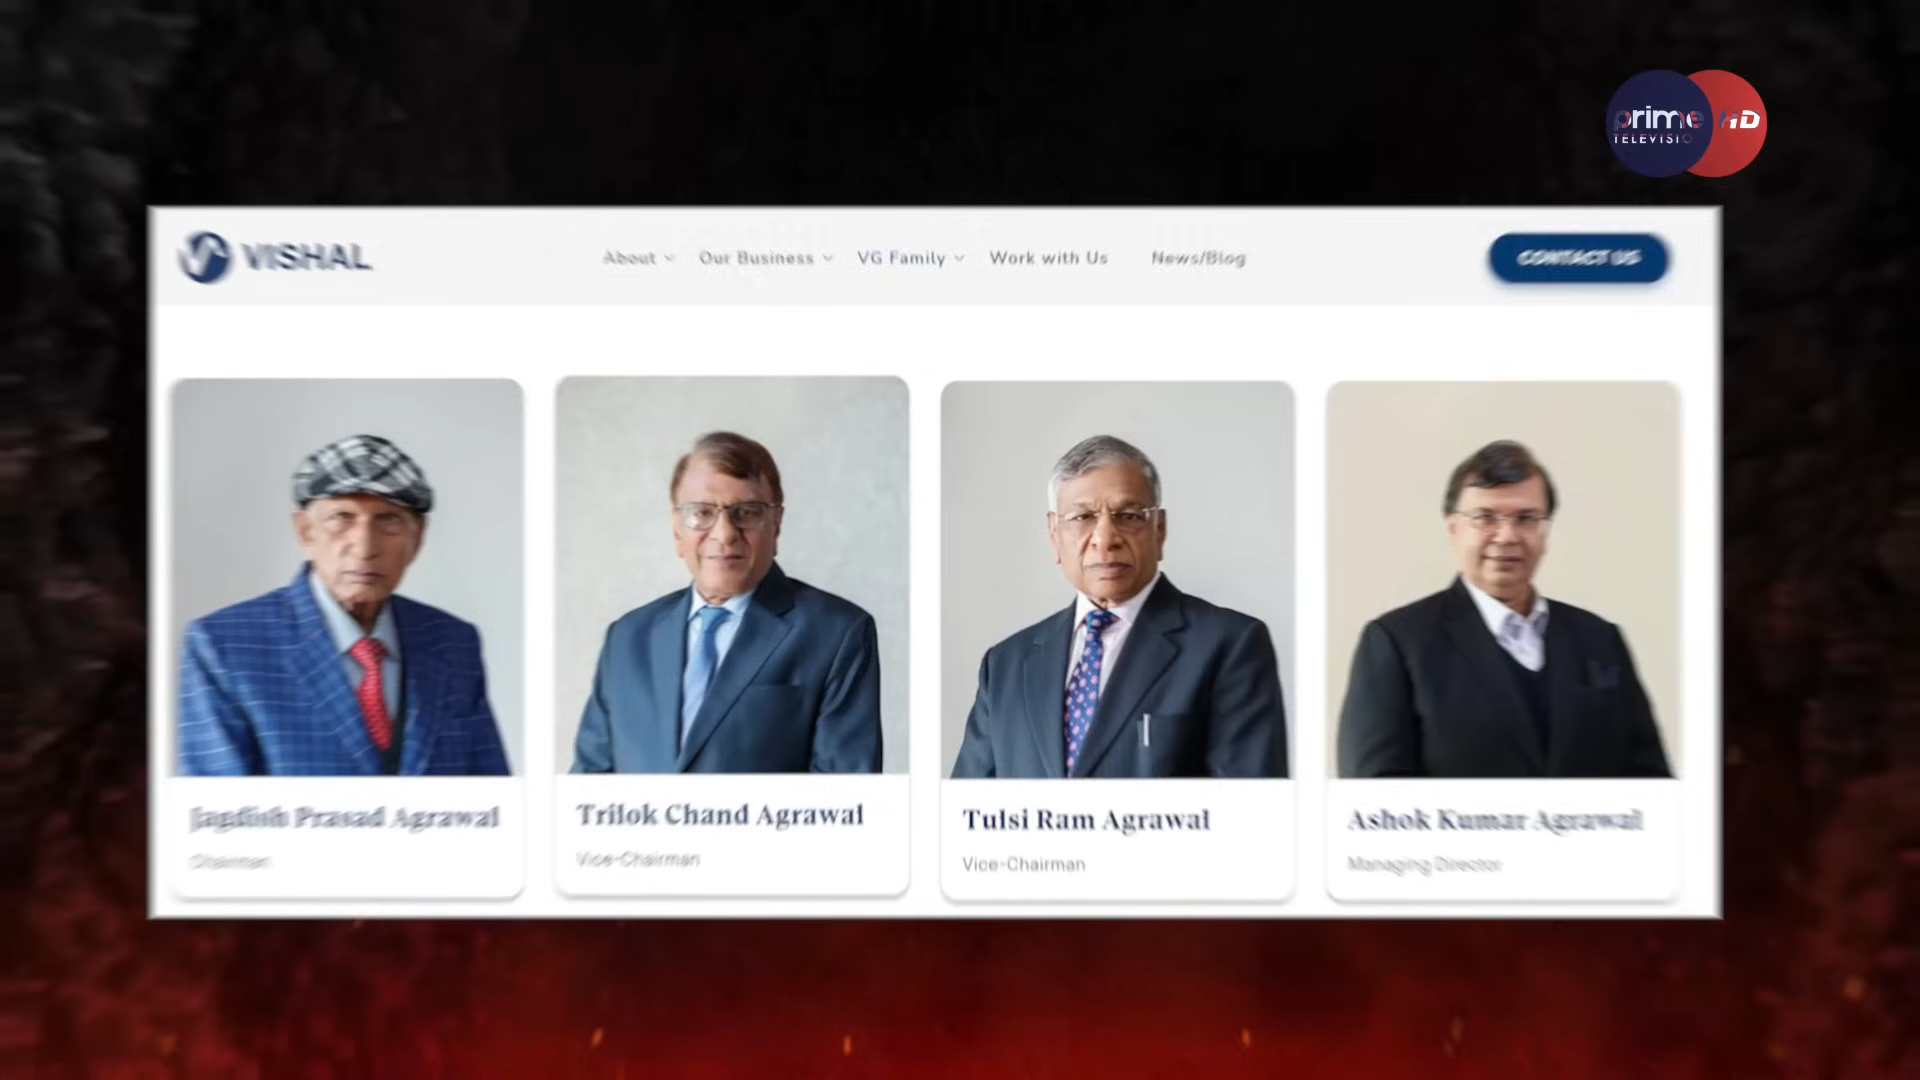 prime HD
TELEVISIO
VISHAL
About
Our Business
VG Family
Work with Us
News/Blog
CONTACT US
Jagdish Prasad Agrawal
Chairman
Trilok Chand Agrawal
Vice-Chairman
Tulsi Ram Agrawal
Vice-Chairman
Ashok Kumar Agrawal
Managing Director